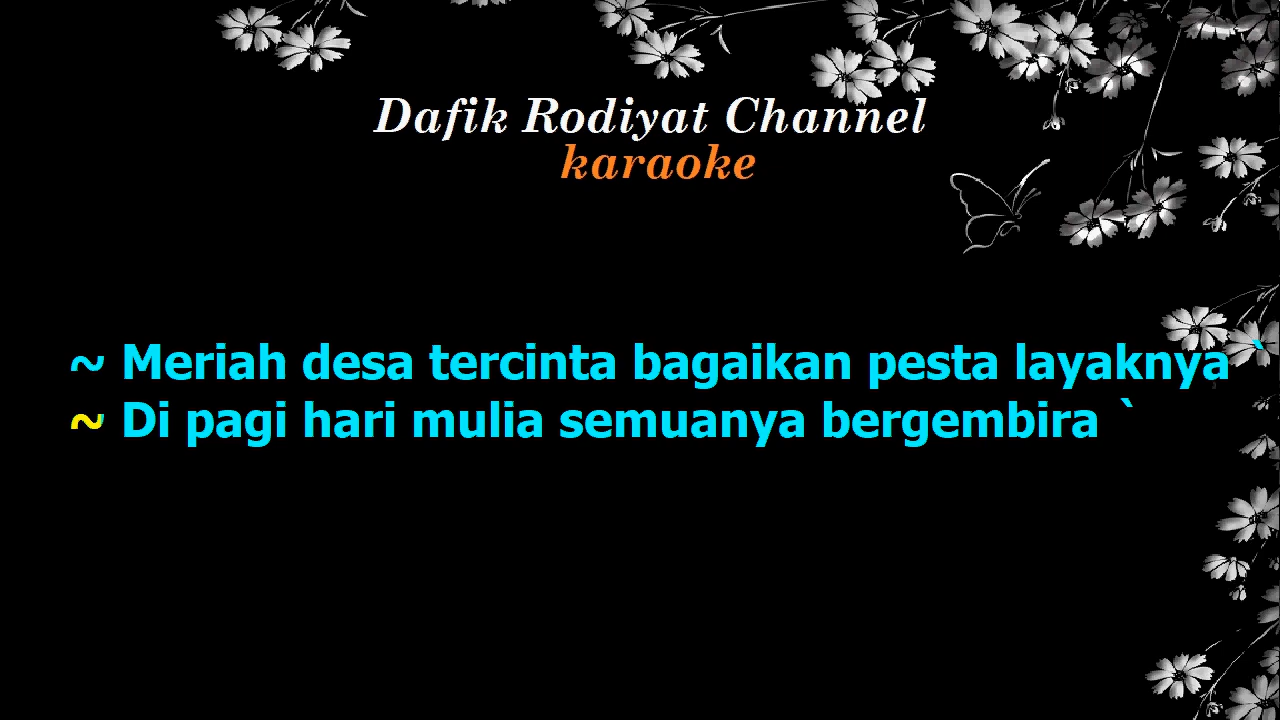 Dafik Rodiyat Channel
karaoke
~ Meriah desa tercinta bagaikan pesta layaknya `
~ Di pagi hari mulia semuanya bergembira `